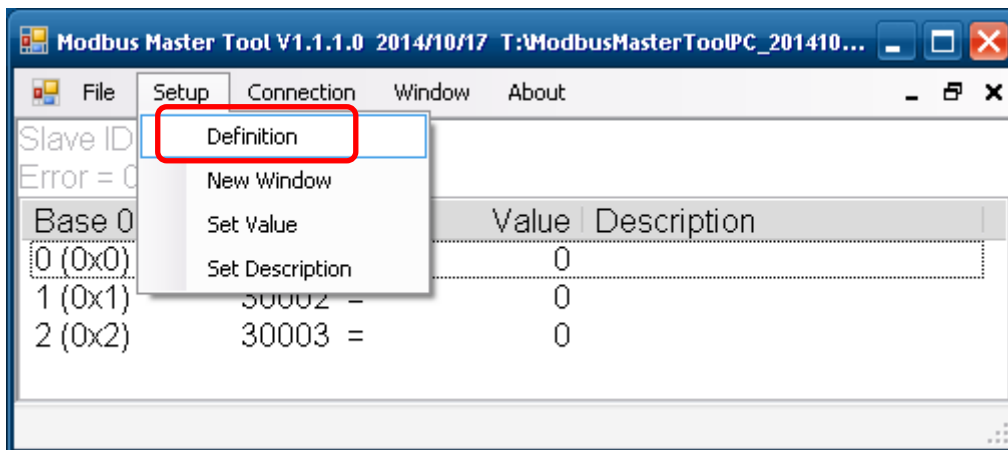 Modbus Master Tool V1.1.1.0 2014/10/17 T:\ModbusMasterToolPC_201410...
File Setup Connection Window About
Slave ID
Definition
Error = 0
New Window
Base 0 Value Description
Set Value
0 (0x0) 0
Set Description
1 (0x1) 30002 = 0
2 (0x2) 30003 = 0